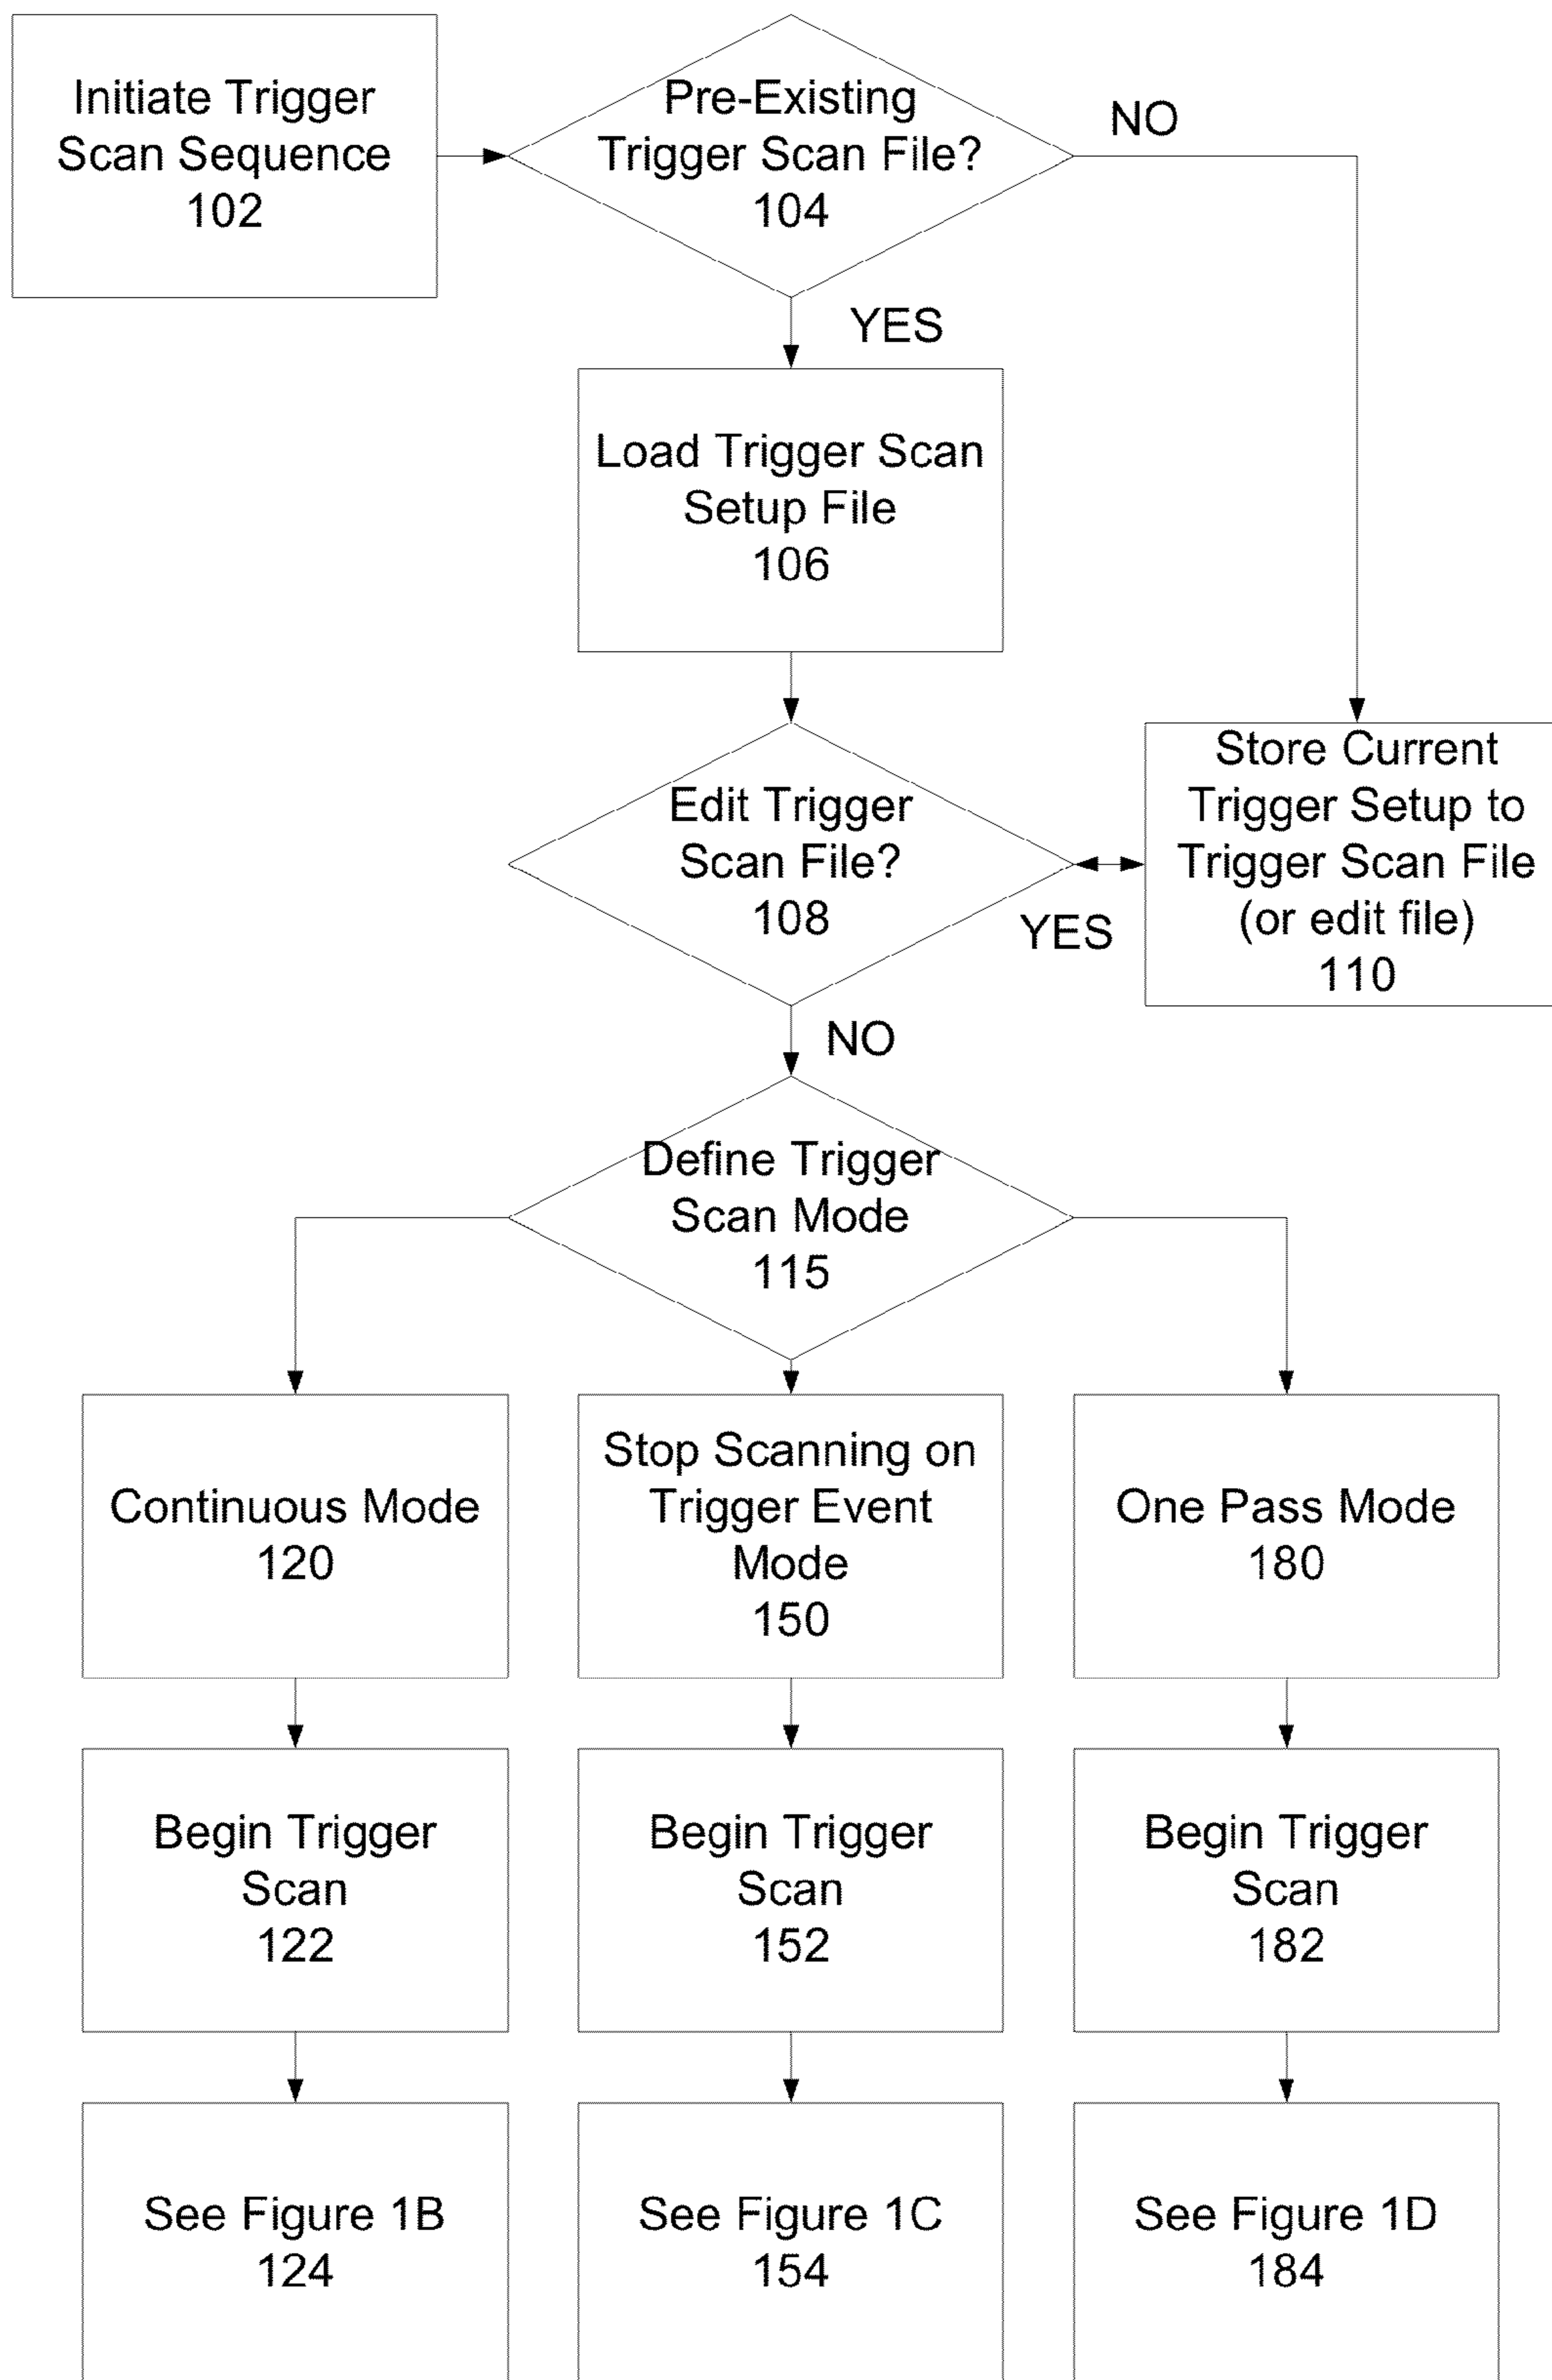 Initiate Trigger
Scan Sequence
102
Pre-Existing
Trigger Scan File?
104
NO
YES
Load Trigger Scan
Setup File
106
Edit Trigger
Scan File?
108
YES
Store Current
Trigger Setup to
Trigger Scan File
(or edit file)
110
NO
Define Trigger
Scan Mode
115
Continuous Mode
120
Stop Scanning on
Trigger Event
Mode
150
One Pass Mode
180
Begin Trigger
Scan
122
Begin Trigger
Scan
152
Begin Trigger
Scan
182
See Figure 1B
124
See Figure 1C
154
See Figure 1D
184